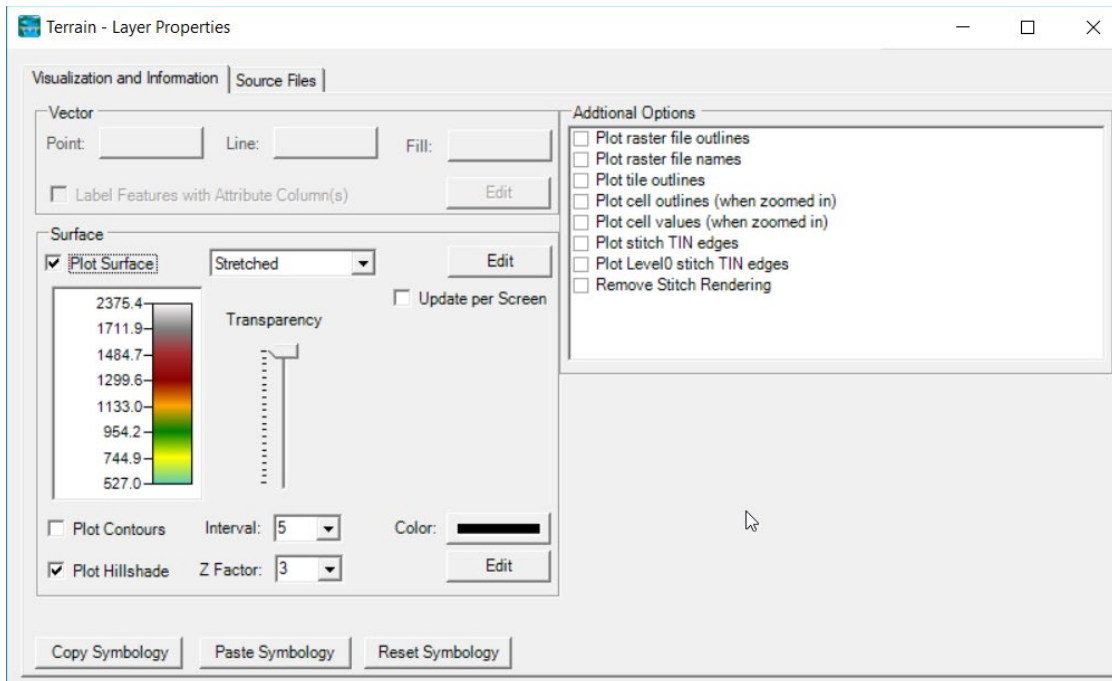 Terrain - Layer Properties
Visualization and Information
Source Files
Vector
Point:
Line:
Fill:
Label Features with Attribute Column(s)
Edit
Surface
Plot Surface
Stretched
Edit
Update per Screen
2375.4
1711.9
1484.7
1299.6
1133.0
954.2
744.9
527.0
Transparency
Plot Contours
Interval:
5
Color:
Plot Hillshade
Z Factor:
3
Edit
Addtional Options
Plot raster file outlines
Plot raster file names
Plot tile outlines
Plot cell outlines (when zoomed in)
Plot cell values (when zoomed in)
Plot stitch TIN edges
Plot Level0 stitch TIN edges
Remove Stitch Rendering
Copy Symbology
Paste Symbology
Reset Symbology